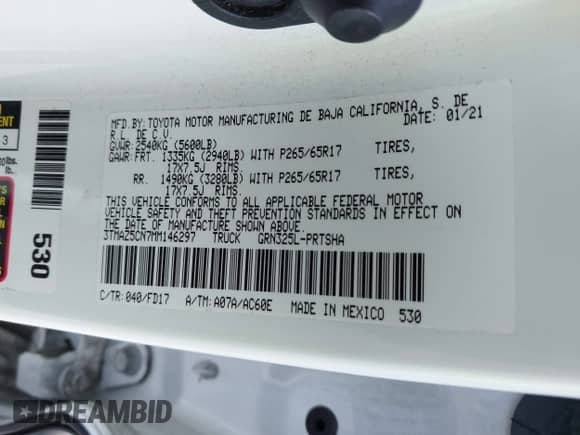 MFD.BY: TOYOTA MOTOR MANUFACTURING DE BAJA CALIFORNIA, S. DE
R.L. DE C.V. DATE: 01/21
GVWR: 2540KG (5600LB)
GAWR: FRT. 1335KG (2940LB) WITH P265/65R17 TIRES,
17X7.5J RIMS.
RR. 1490KG (3280LB) WITH P265/65R17 TIRES,
17X7.5J RIMS.
THIS VEHICLE CONFORMS TO ALL APPLICABLE FEDERAL MOTOR
VEHICLE SAFETY AND THEFT PREVENTION STANDARDS IN EFFECT ON
THE DATE OF MANUFACTURE SHOWN ABOVE.
3TMAZ5CN7MM146297 TRUCK GRN325L-PRTSHA
C/TR: 040/FD17 A/TM: A07A/AC60E MADE IN MEXICO 530
530
3
lbs.
DREAMBID